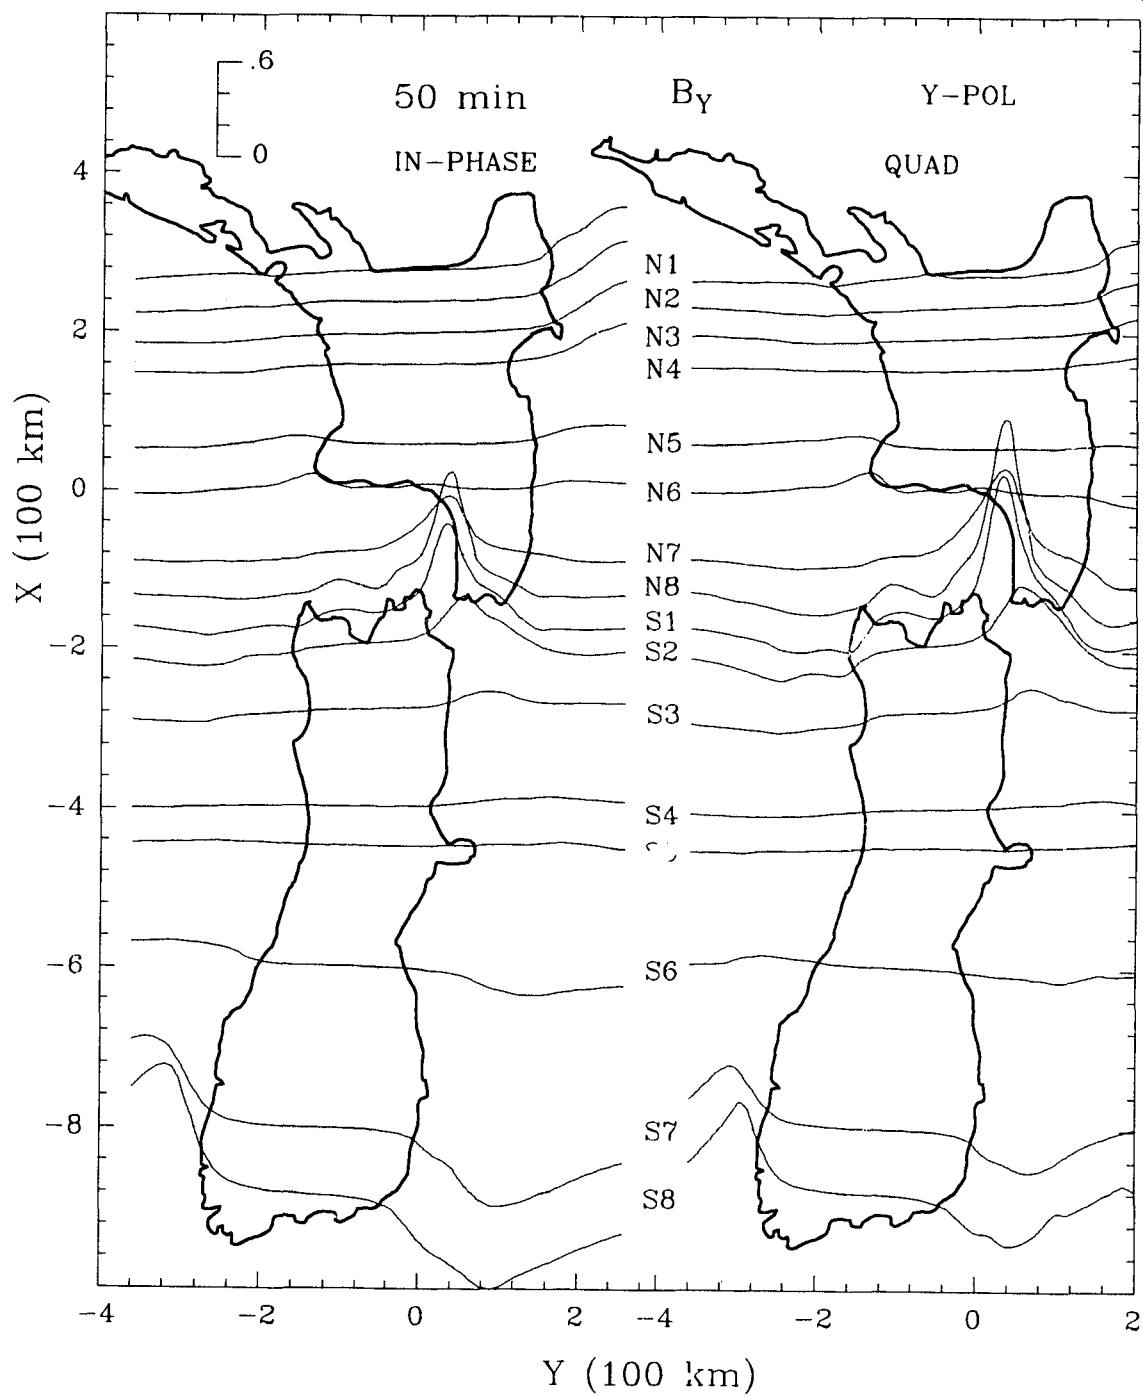 .6
50 min
B_Y
Y-POL
0
IN-PHASE
QUAD
4
N1
N2
2
N3
N4
N5
0
N6
N7
N8
S1
-2
S2
S3
-4
S4
-6
S6
-8
S7
S8
X (100 km)
-4 -2 0 2 -4 -2 0 2
Y (100 km)